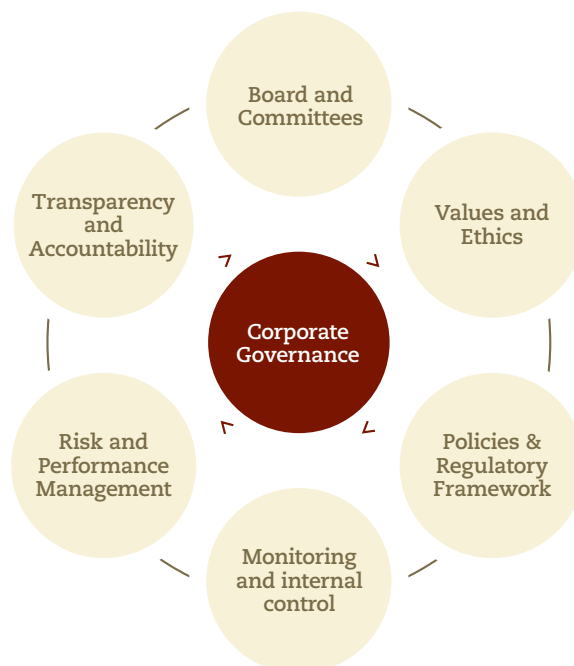 Board and
Committees
Values and
Ethics
Policies &
Regulatory
Framework
Monitoring
and internal
control
Risk and
Performance
Management
Transparency
and
Accountability
Corporate
Governance